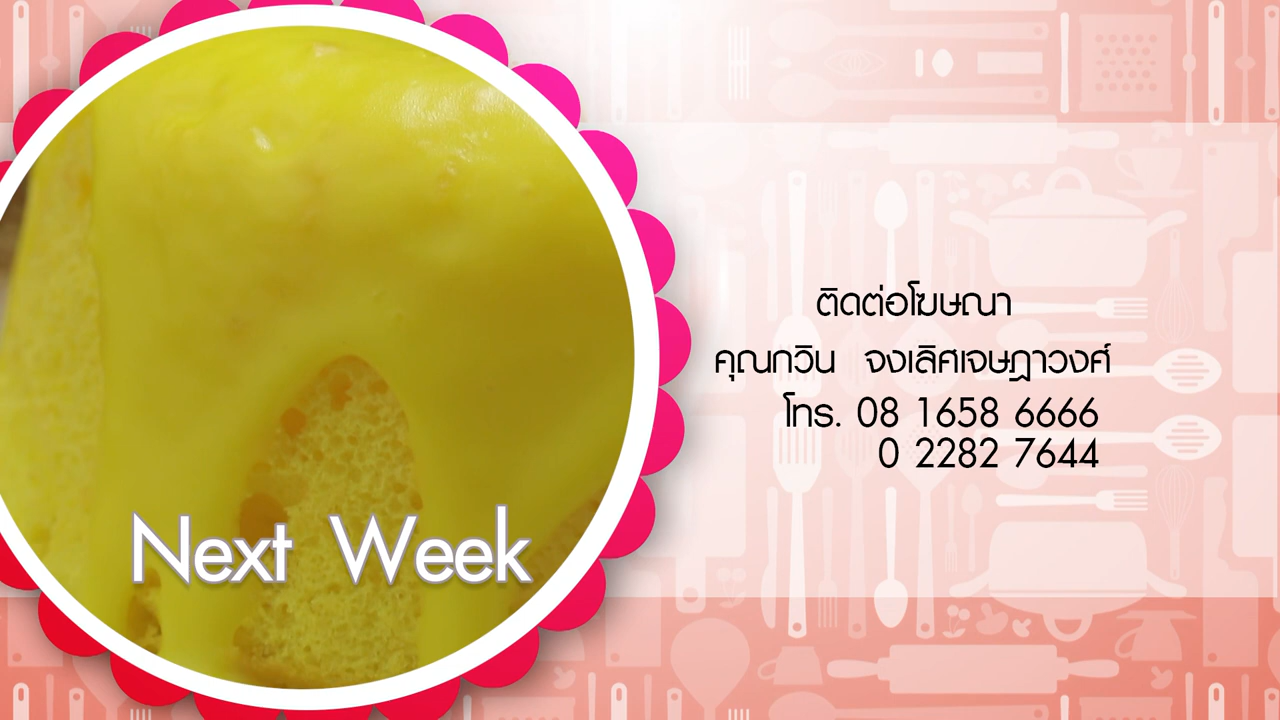 ติดต่อโฆษณา
คุณกวิน จงเลิศเจษฎาวงศ์
โทร. 08 1658 6666
0 2282 7644
Next Week